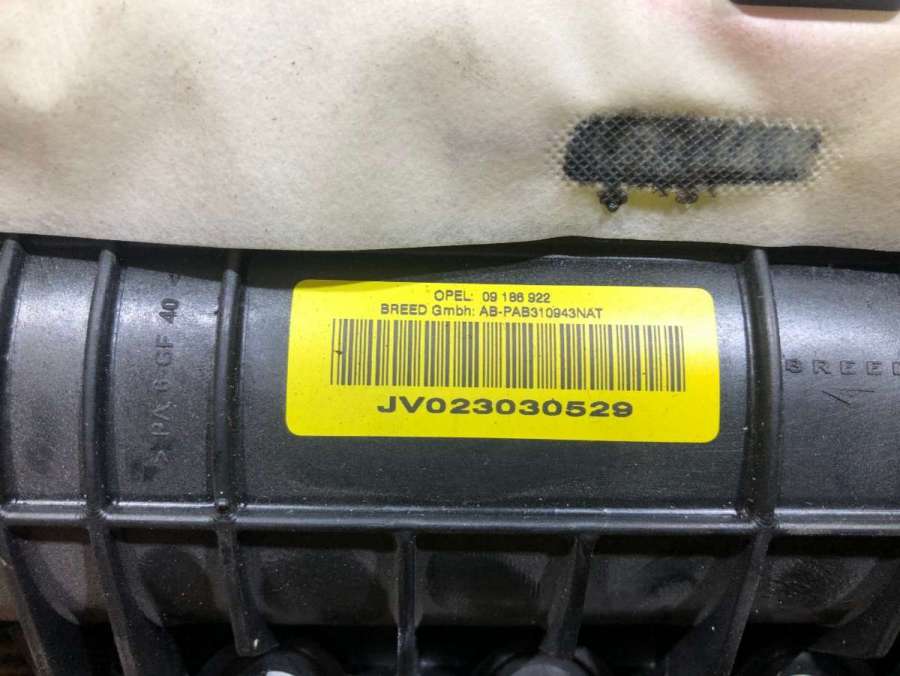 OPEL: 09 186 922
BREED Gmbh: AB-PAB310943NAT
JV023030529
BREED
>PA 6 GF 40